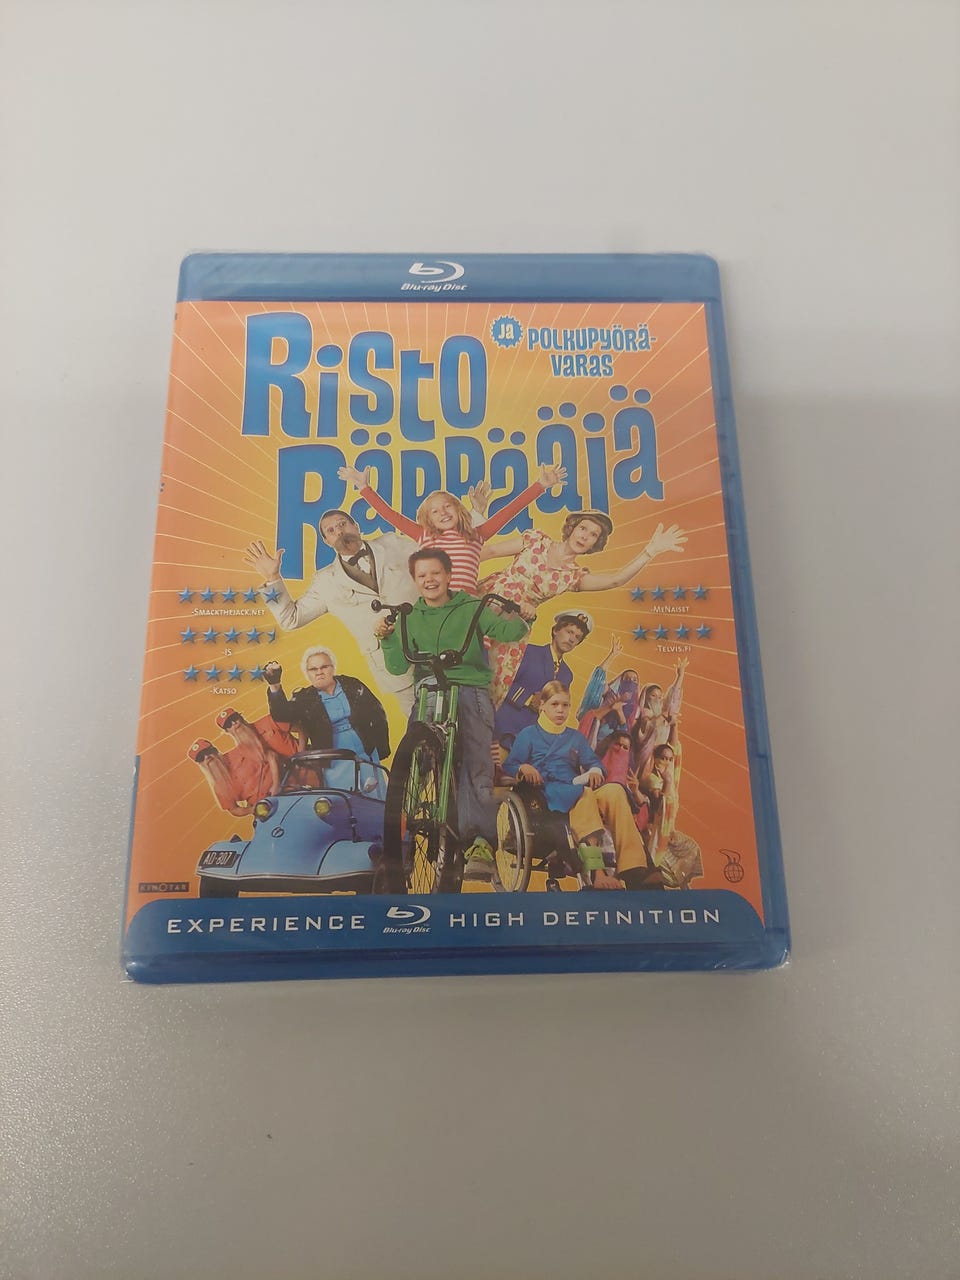 Blu-ray Disc
Risto
ja POLKUPYÖRÄ-
VARAS
Räppääjä
-SMACKTHEJACK.NET
-IS
-KATSO
-MENAISET
-TELVIS.FI
AD-307
KINOTAR
EXPERIENCE Blu-ray Disc HIGH DEFINITION